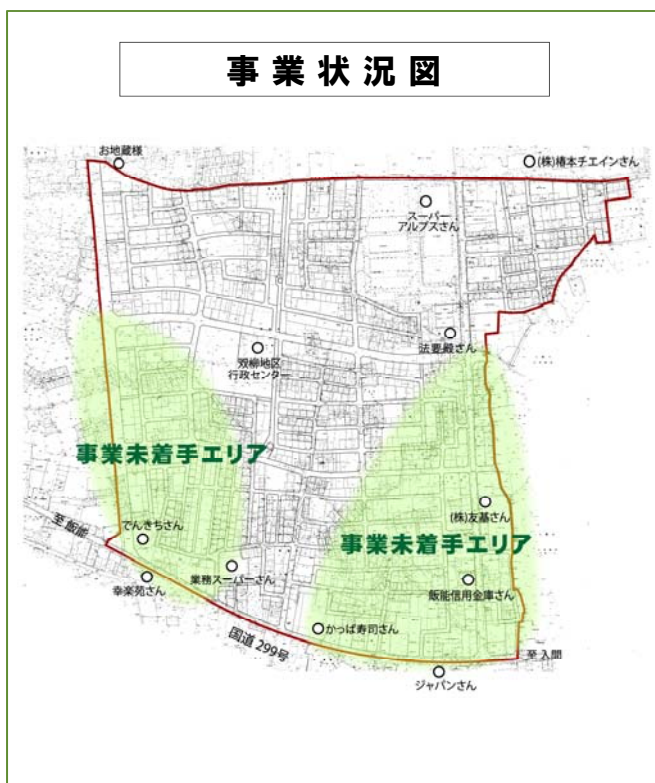 事業状況図
お地蔵様
(株)椿本チエインさん
スーパー
アルプスさん
法要殿さん
双柳地区
行政センター
事業未着手エリア
(株)友基さん
至 飯能
でんきちさん
事業未着手エリア
業務スーパーさん
飯能信用金庫さん
幸楽苑さん
かっぱ寿司さん
国道 299号
至 入間
ジャパンさん